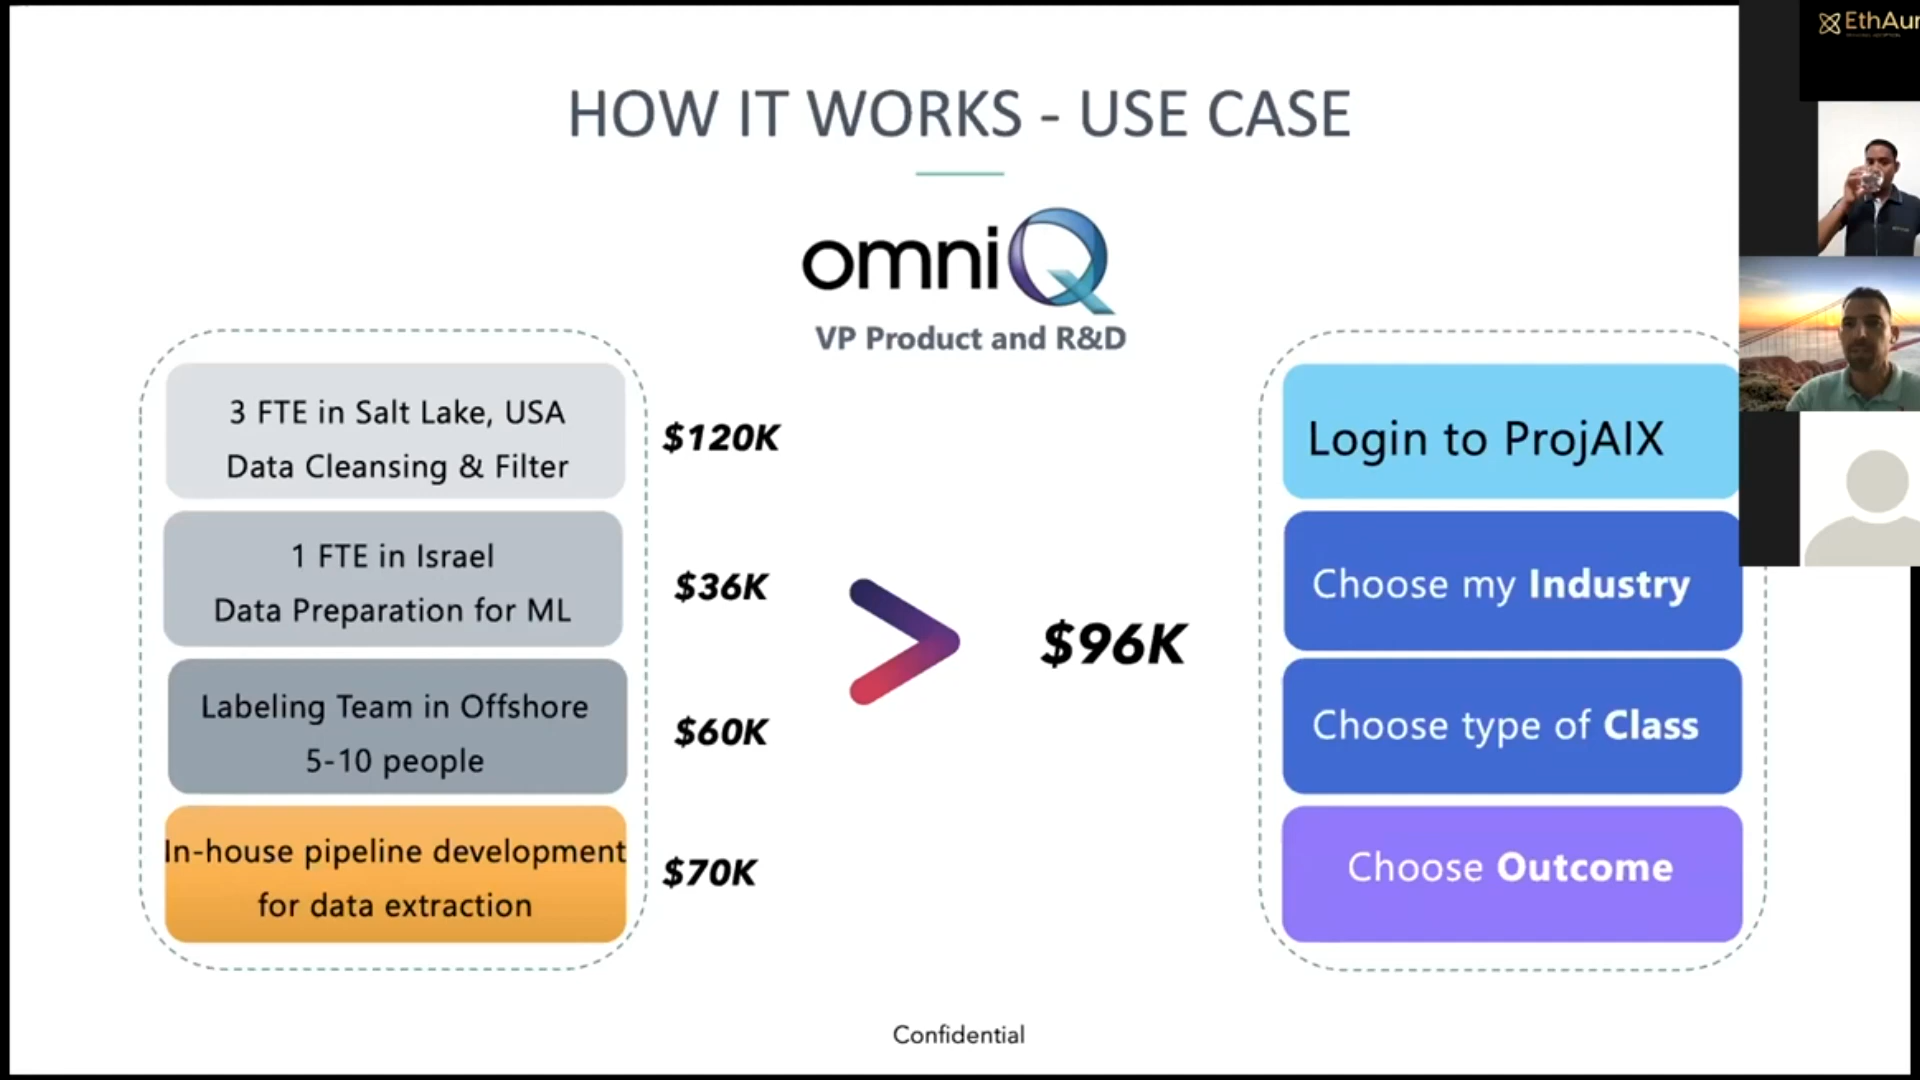 HOW IT WORKS - USE CASE
omniQ
VP Product and R&D
3 FTE in Salt Lake, USA
Data Cleansing & Filter
$120K
1 FTE in Israel
Data Preparation for ML
$36K
Labeling Team in Offshore
5-10 people
$60K
In-house pipeline development
for data extraction
$70K
$96K
Login to ProjAIX
Choose my Industry
Choose type of Class
Choose Outcome
Confidential
EthAur